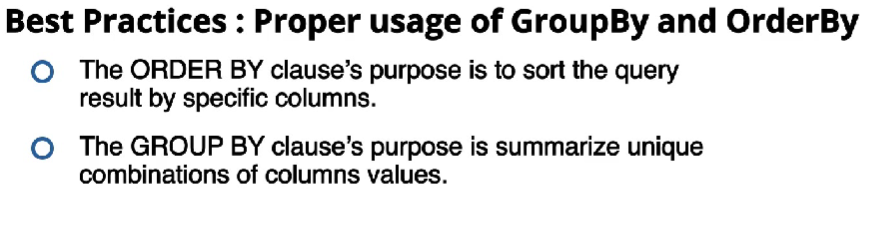 Best Practices : Proper usage of GroupBy and OrderBy
The ORDER BY clause's purpose is to sort the query
result by specific columns.
The GROUP BY clause's purpose is summarize unique
combinations of columns values.